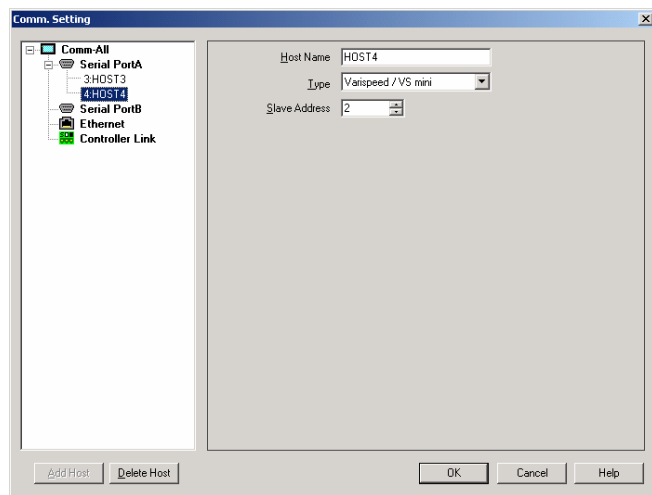 Comm. Setting
Comm-All
Serial PortA
3:HOST3
4:HOST4
Serial PortB
Ethernet
Controller Link
Host Name HOST4
Type Varispeed / VS mini
Slave Address 2
Add Host Delete Host OK Cancel Help